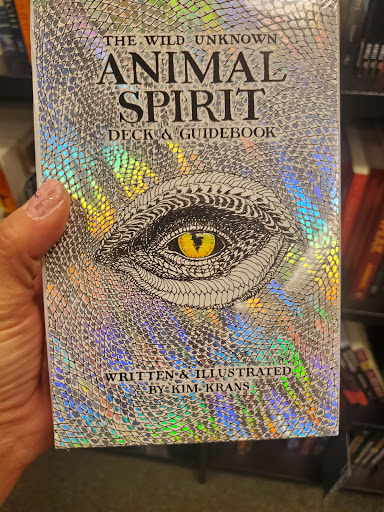 THE WILD UNKNOWN
ANIMAL
SPIRIT
DECK & GUIDEBOOK
WRITTEN & ILLUSTRATED
BY KIM KRANS